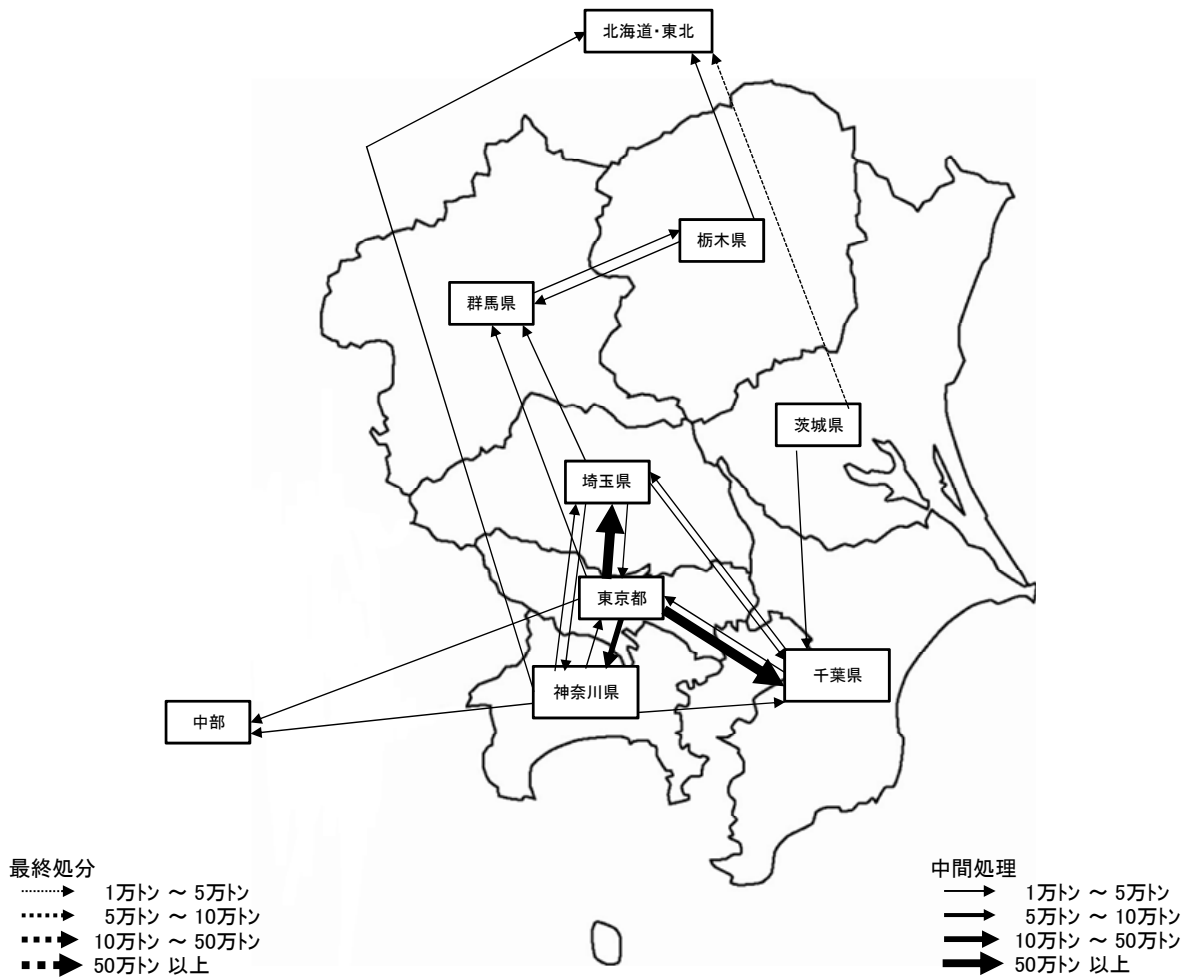 北海道・東北
栃木県
群馬県
茨城県
埼玉県
東京都
千葉県
神奈川県
中部
最終処分
1万トン ～ 5万トン
5万トン ～ 10万トン
10万トン ～ 50万トン
50万トン 以上
中間処理
1万トン ～ 5万トン
5万トン ～ 10万トン
10万トン ～ 50万トン
50万トン 以上